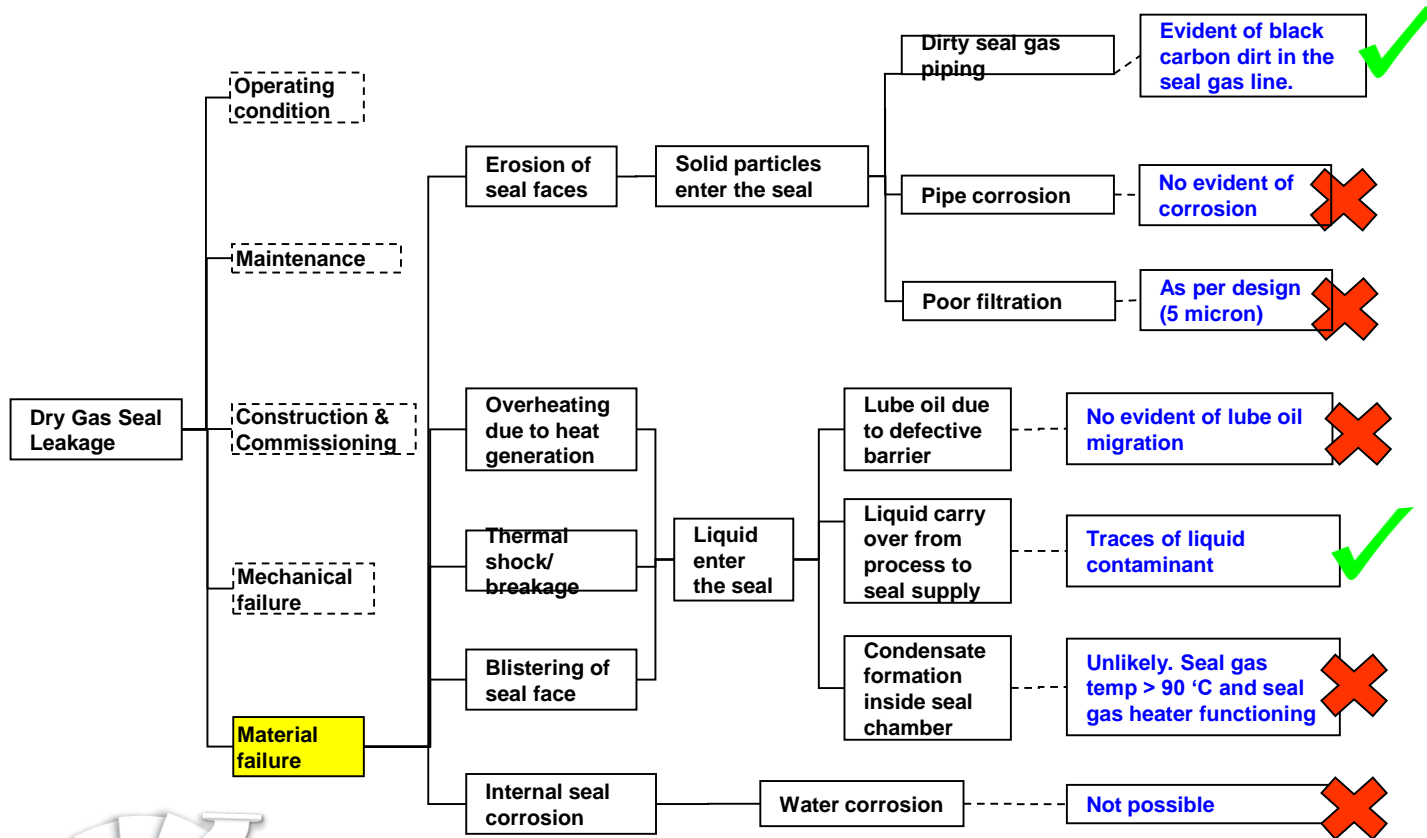 Dirty seal gas
piping
Evident of black
carbon dirt in the
seal gas line.
Operating
condition
Erosion of
seal faces
Solid particles
enter the seal
Pipe corrosion
No evident of
corrosion
Maintenance
Poor filtration
As per design
(5 micron)
Dry Gas Seal
Leakage
Construction &
Commissioning
Overheating
due to heat
generation
Lube oil due
to defective
barrier
No evident of lube oil
migration
Mechanical
failure
Thermal
shock/
breakage
Liquid
enter
the seal
Liquid carry
over from
process to
seal supply
Traces of liquid
contaminant
Blistering of
seal face
Condensate
formation
inside seal
chamber
Unlikely. Seal gas
temp > 90 ‘C and seal
gas heater functioning
Material
failure
Internal seal
corrosion
Water corrosion
Not possible